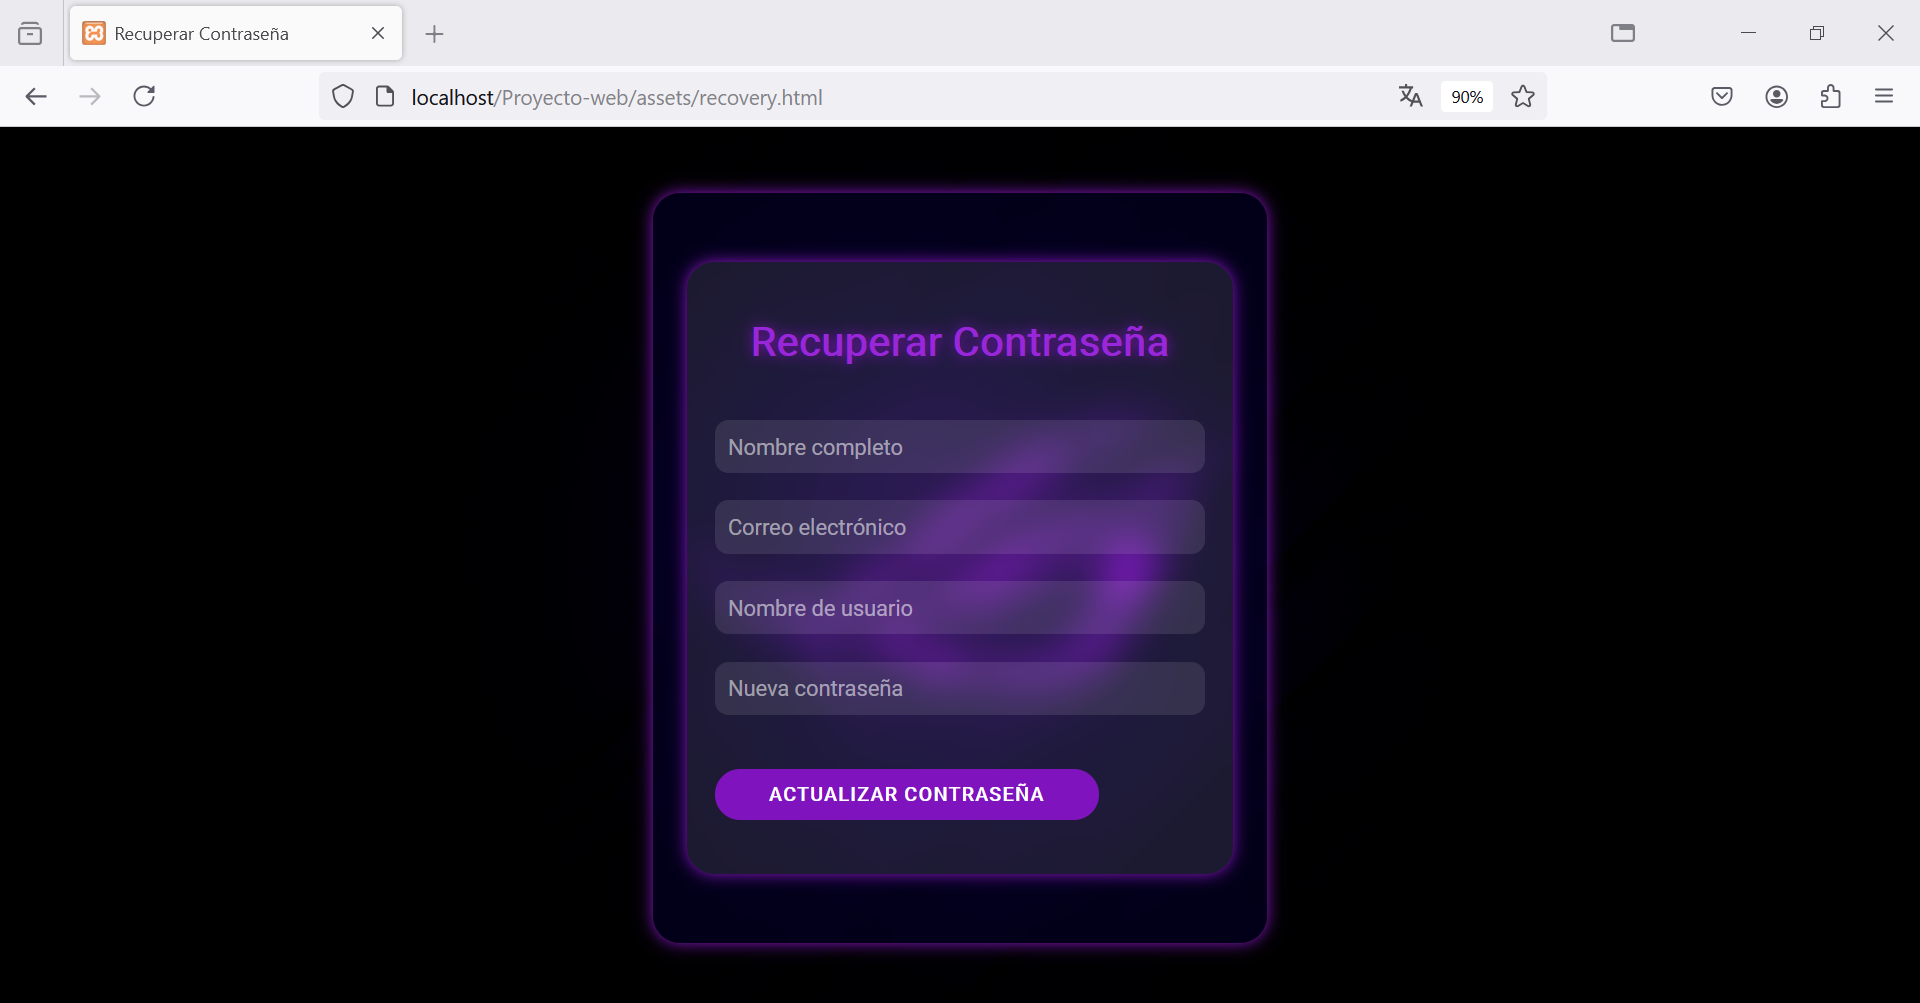 Recuperar Contraseña
localhost/Proyecto-web/assets/recovery.html
90%
Recuperar Contraseña
Nombre completo
Correo electrónico
Nombre de usuario
Nueva contraseña
ACTUALIZAR CONTRASEÑA